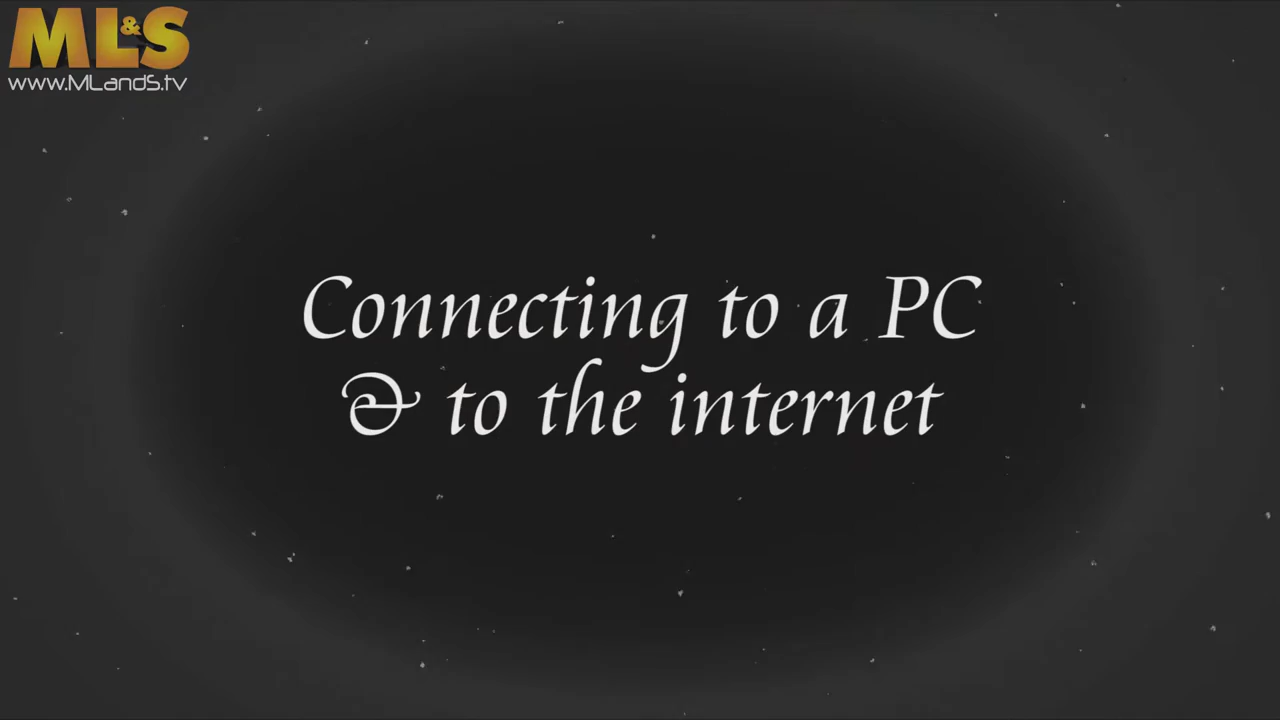 ML&S
www.MLandS.tv
Connecting to a PC
& to the internet